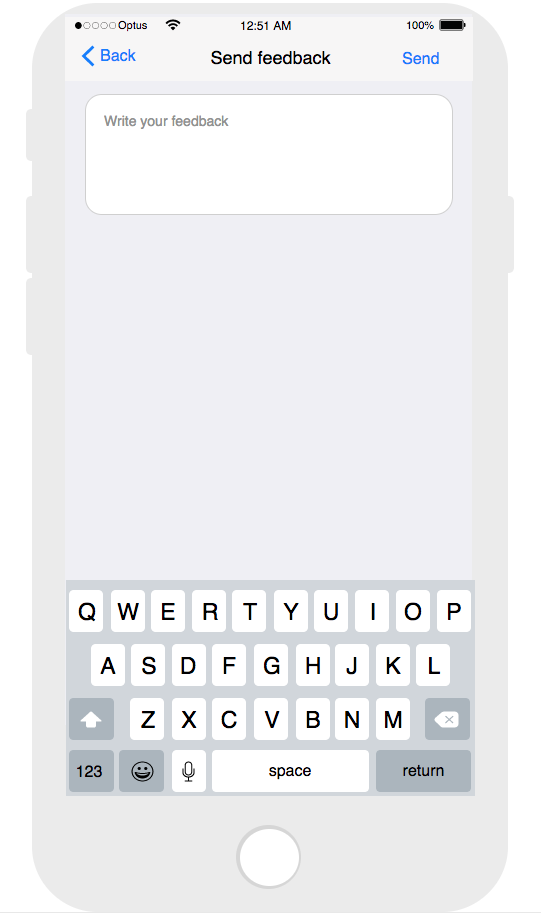 Optus 12:51 AM 100%
Back Send feedback Send
Write your feedback
Q W E R T Y U I O P
A S D F G H J K L
Z X C V B N M
123 space return